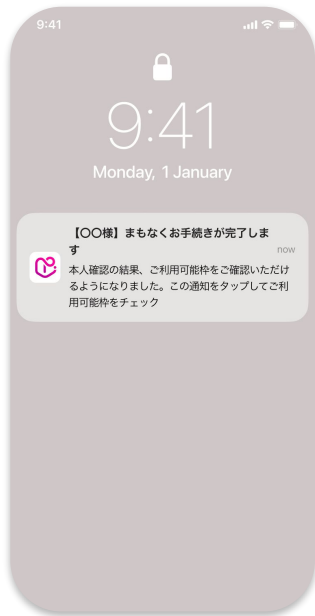 9:41
9:41
Monday, 1 January
【〇〇様】まもなくお手続きが完了しま
す
now
本人確認の結果、ご利用可能枠をご確認いただけ
るようになりました。この通知をタップしてご利
用可能枠をチェック